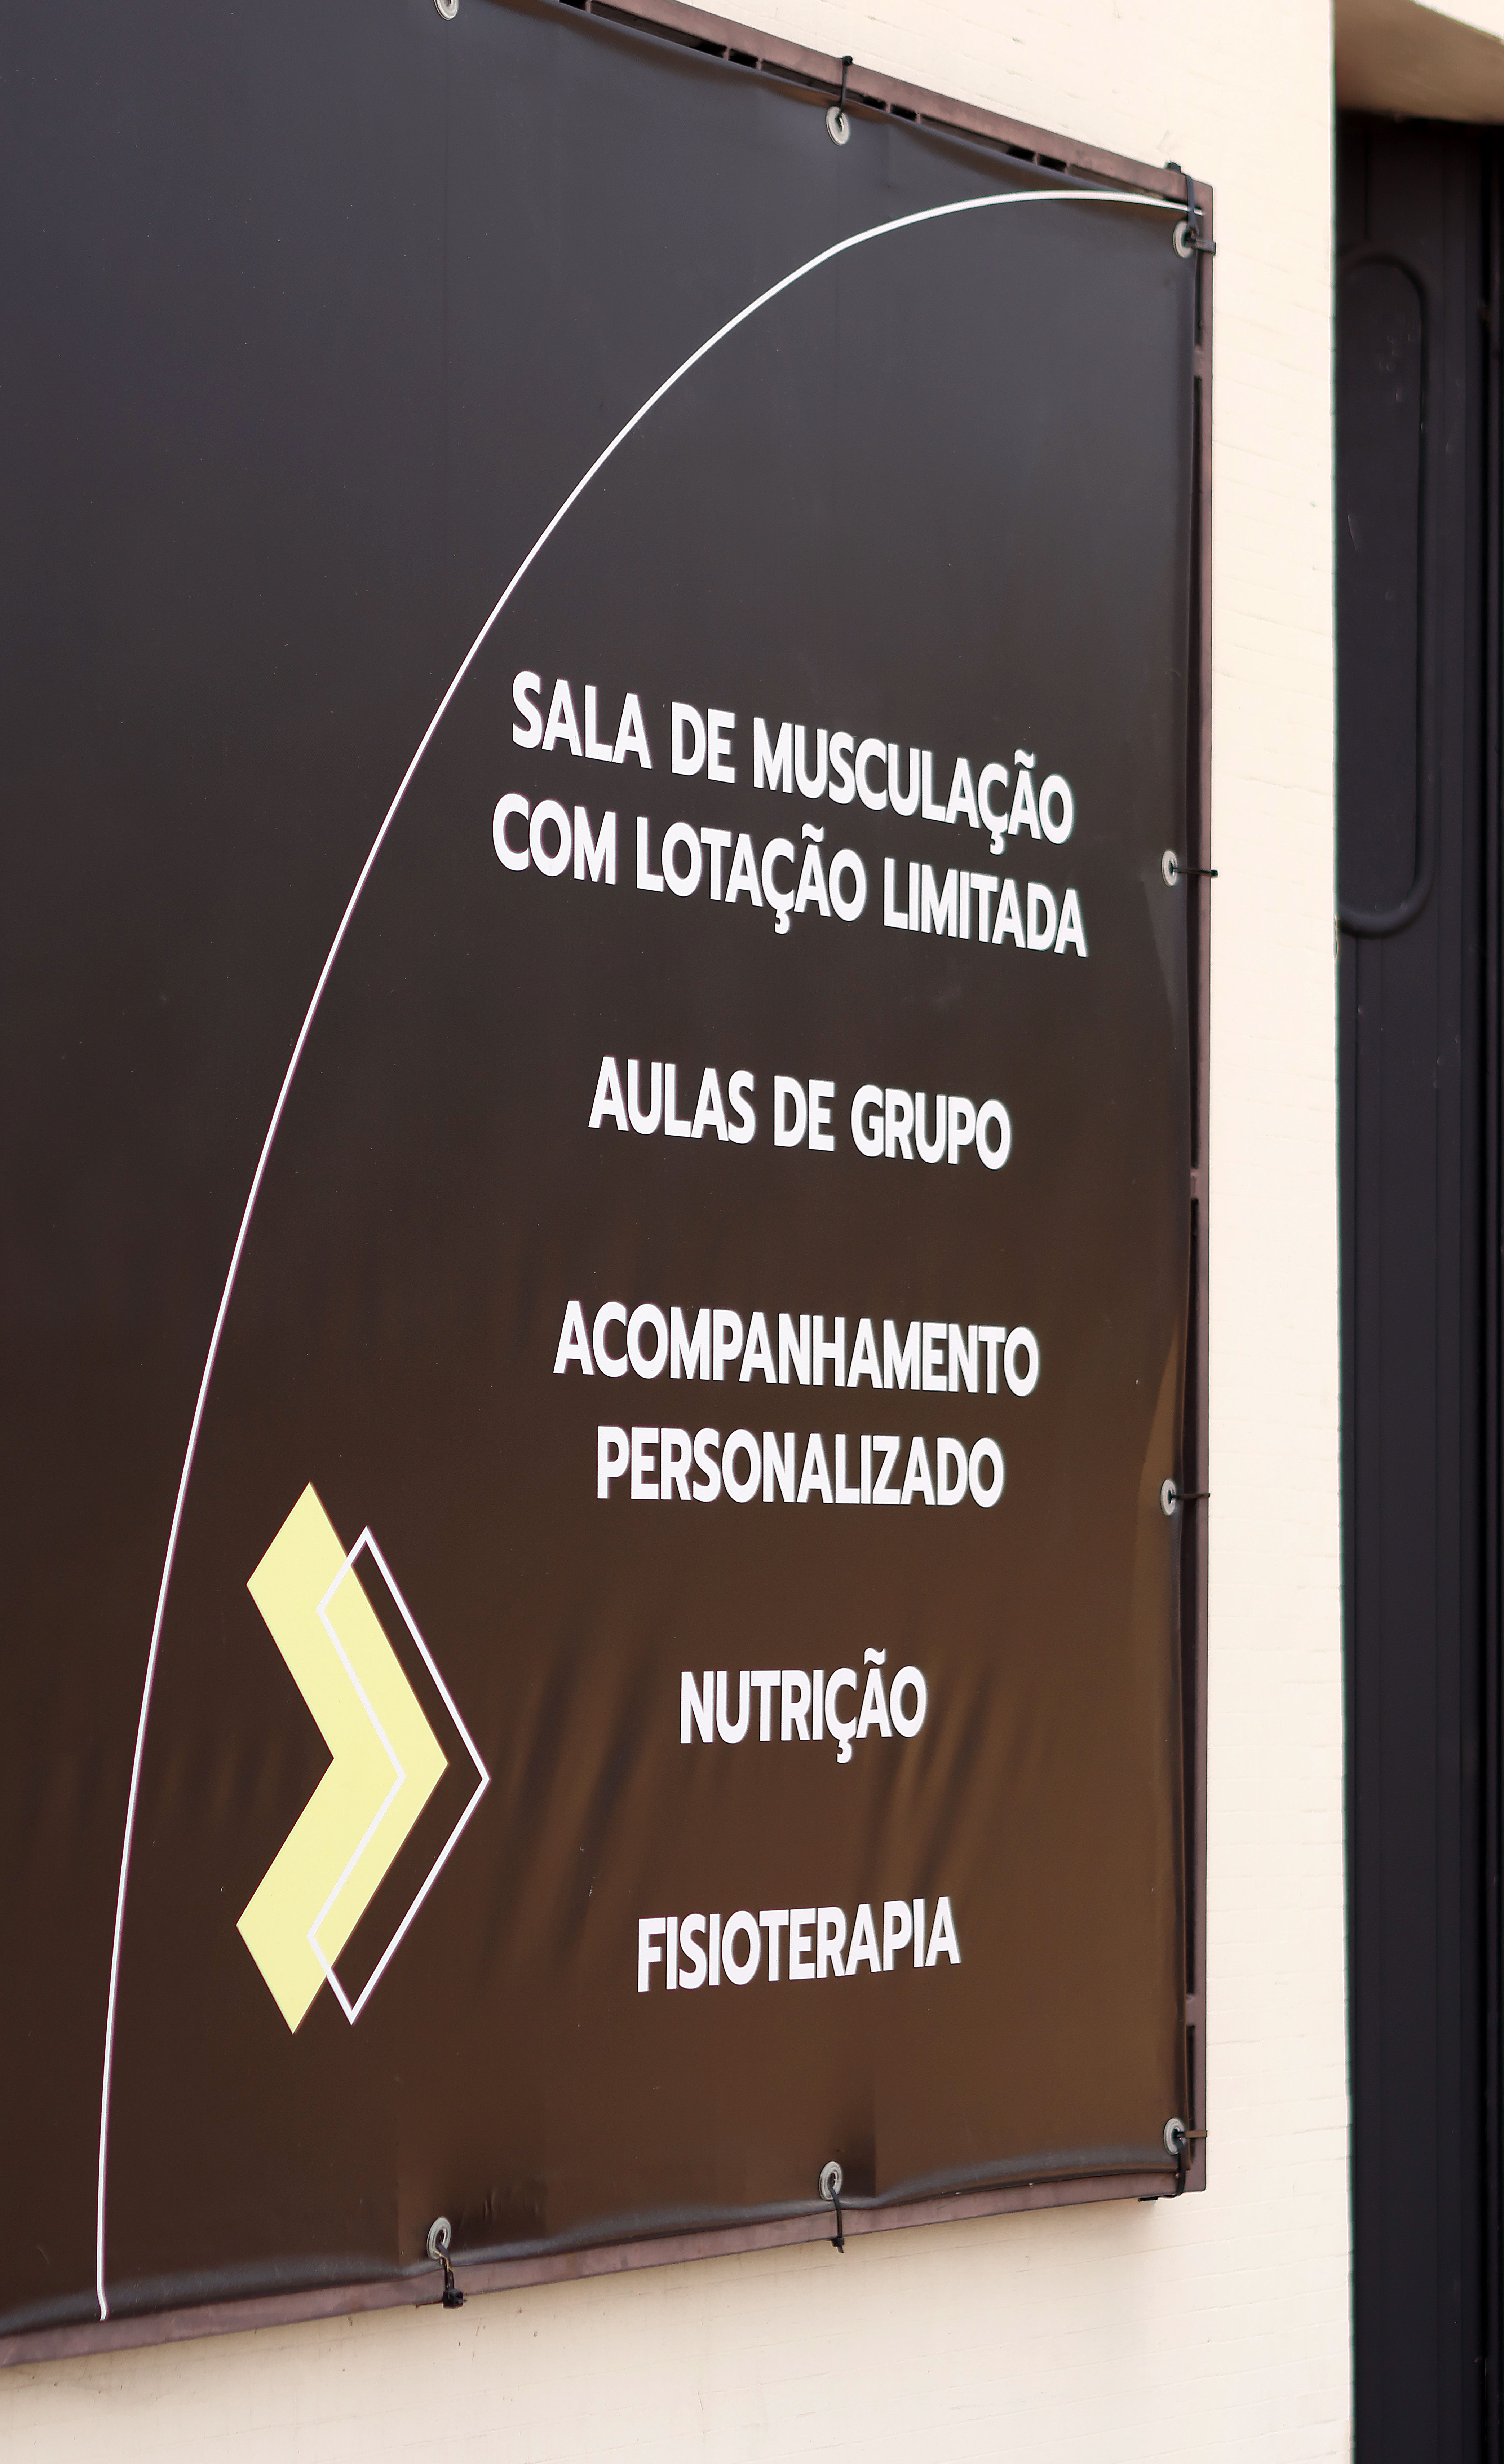 SALA DE MUSCULAÇÃO
COM LOTAÇÃO LIMITADA
AULAS DE GRUPO
ACOMPANHAMENTO
PERSONALIZADO
NUTRIÇÃO
FISIOTERAPIA